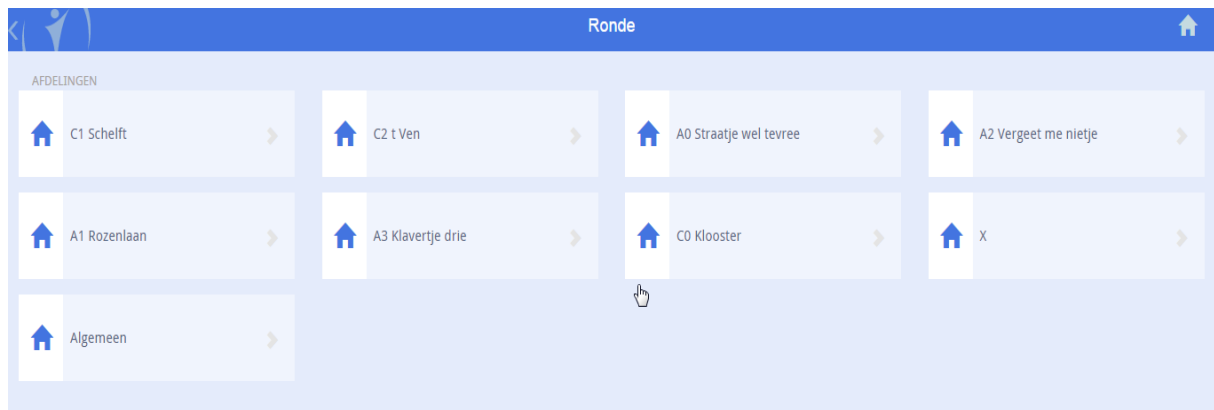 Ronde
AFDELINGEN
C1 Schelft
C2 t Ven
A0 Straatje wel tevree
A2 Vergeet me nietje
A1 Rozenlaan
A3 Klavertje drie
C0 Klooster
X
Algemeen